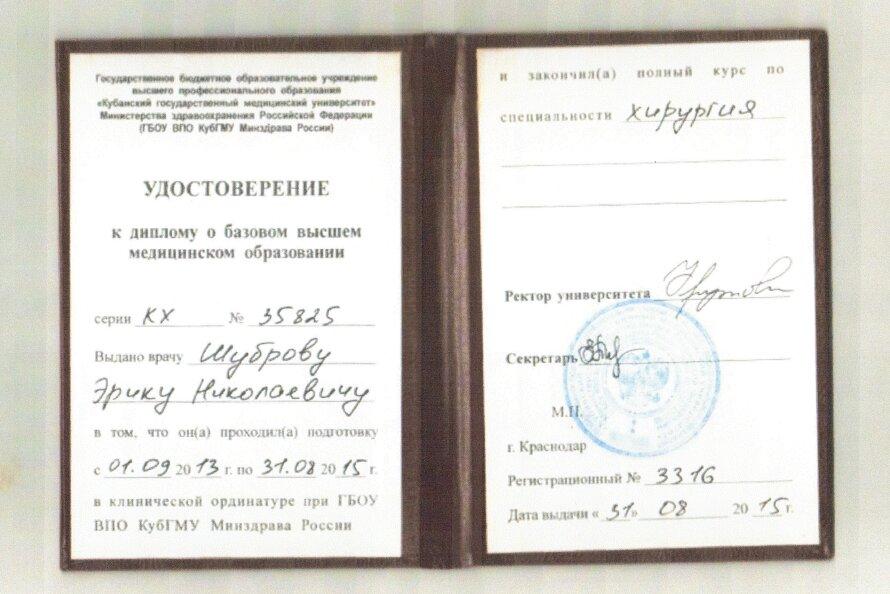 Государственное бюджетное образовательное учреждение
высшего профессионального образования
«Кубанский государственный медицинский университет»
Министерства здравоохранения Российской Федерации
(ГБОУ ВПО КубГМУ Минздрава России)
УДОСТОВЕРЕНИЕ
к диплому о базовом высшем
медицинском образовании
серии КХ № 35825
Выдано врачу Шуброву
Эрику Николаевичу
в том, что он(а) проходил(а) подготовку
с 01.09 2013 г. по 31.08 2015 г.
в клинической ординатуре при ГБОУ
ВПО КубГМУ Минздрава России
и закончил(а) полный курс по
специальности хирургия
Ректор университета
Секретарь
М.П.
г. Краснодар
Регистрационный № 3316
Дата выдачи «31» 08 2015 г.